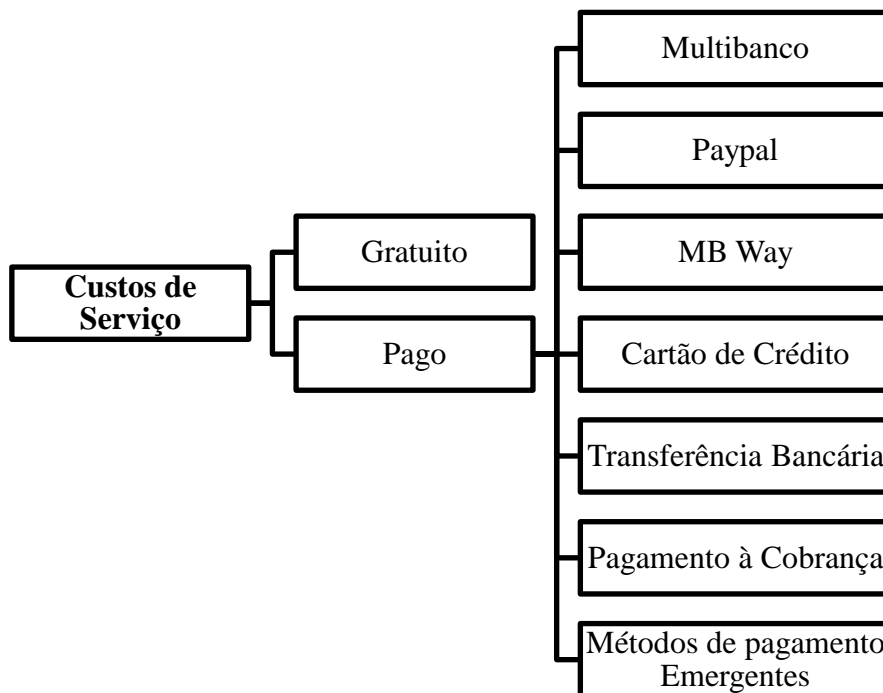 Custos de
Serviço
Gratuito
Pago
Multibanco
Paypal
MB Way
Cartão de Crédito
Transferência Bancária
Pagamento à Cobrança
Métodos de pagamento
Emergentes